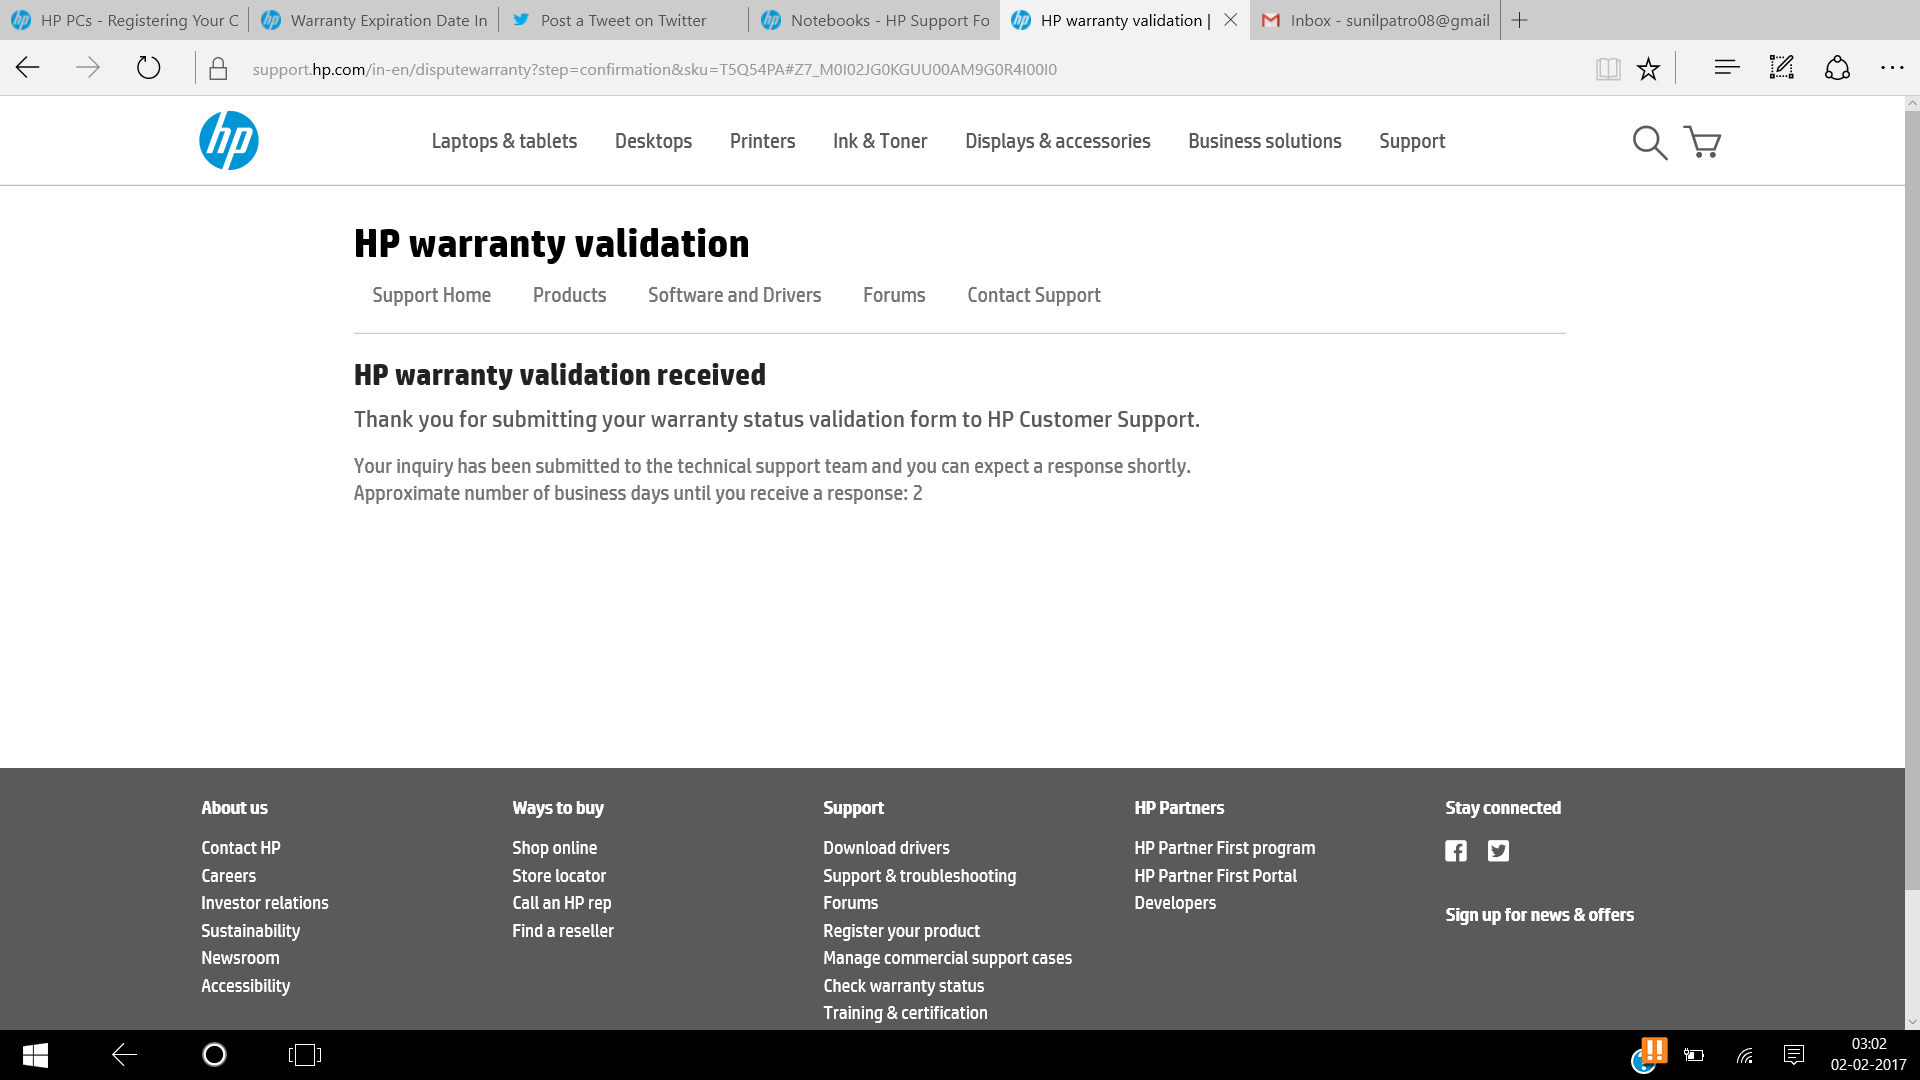 HP PCs - Registering Your C
Warranty Expiration Date In
Post a Tweet on Twitter
Notebooks - HP Support Fo
HP warranty validation |
Inbox - sunilpatro08@gmail
support.hp.com/in-en/disputewarranty?step=confirmation&sku=T5Q54PA#Z7_M0I02JG0KGUU00AM9G0R4I00I0
hp
Laptops & tablets
Desktops
Printers
Ink & Toner
Displays & accessories
Business solutions
Support
HP warranty validation
Support Home
Products
Software and Drivers
Forums
Contact Support
HP warranty validation received
Thank you for submitting your warranty status validation form to HP Customer Support.
Your inquiry has been submitted to the technical support team and you can expect a response shortly.
Approximate number of business days until you receive a response: 2
About us
Contact HP
Careers
Investor relations
Sustainability
Newsroom
Accessibility
Ways to buy
Shop online
Store locator
Call an HP rep
Find a reseller
Support
Download drivers
Support & troubleshooting
Forums
Register your product
Manage commercial support cases
Check warranty status
Training & certification
HP Partners
HP Partner First program
HP Partner First Portal
Developers
Stay connected
Sign up for news & offers
03:02
02-02-2017